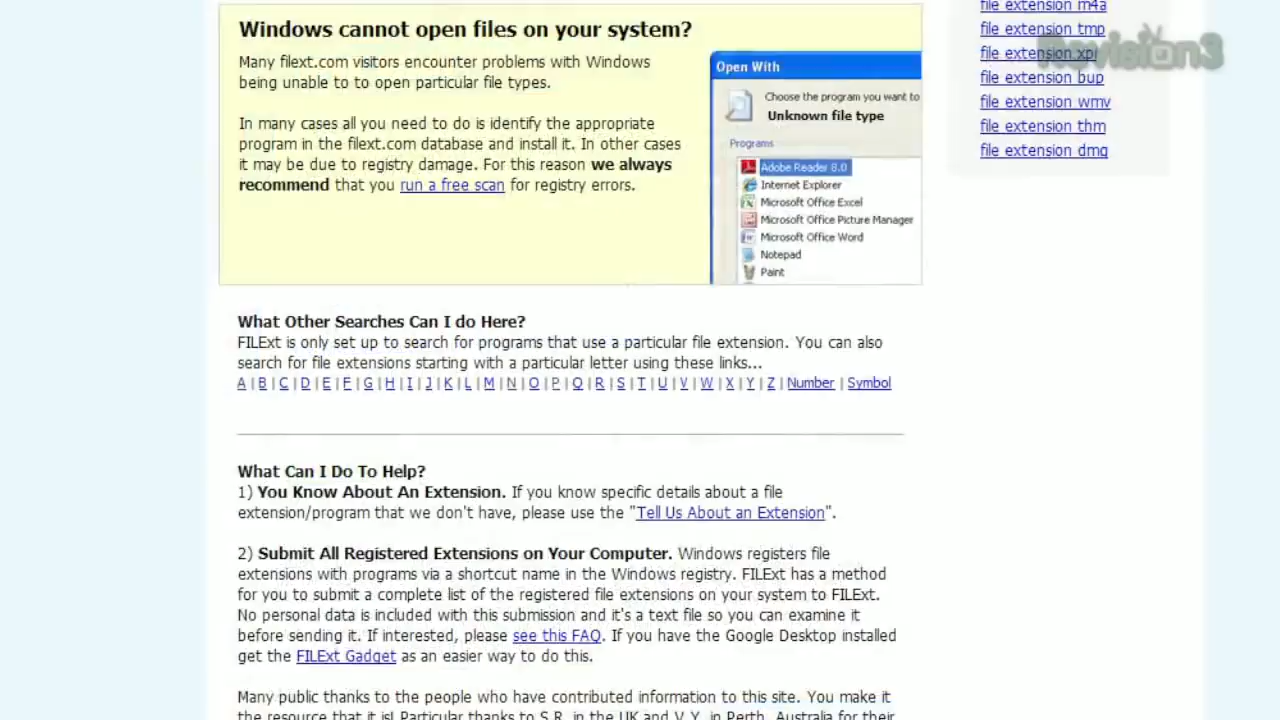 Windows cannot open files on your system?
Many filext.com visitors encounter problems with Windows
being unable to to open particular file types.
In many cases all you need to do is identify the appropriate
program in the filext.com database and install it. In other cases
it may be due to registry damage. For this reason we always
recommend that you run a free scan for registry errors.
Open With
Choose the program you want to
Unknown file type
Programs
Adobe Reader 8.0
Internet Explorer
Microsoft Office Excel
Microsoft Office Picture Manager
Microsoft Office Word
Notepad
Paint
file extension m4a
file extension tmp
file extension xpi
file extension bup
file extension wmv
file extension thm
file extension dmg
Revision3
What Other Searches Can I do Here?
FILExt is only set up to search for programs that use a particular file extension. You can also
search for file extensions starting with a particular letter using these links...
A | B | C | D | E | F | G | H | I | J | K | L | M | N | O | P | Q | R | S | T | U | V | W | X | Y | Z | Number | Symbol
What Can I Do To Help?
1) You Know About An Extension. If you know specific details about a file
extension/program that we don't have, please use the "Tell Us About an Extension".
2) Submit All Registered Extensions on Your Computer. Windows registers file
extensions with programs via a shortcut name in the Windows registry. FILExt has a method
for you to submit a complete list of the registered file extensions on your system to FILExt.
No personal data is included with this submission and it's a text file so you can examine it
before sending it. If interested, please see this FAQ. If you have the Google Desktop installed
get the FILExt Gadget as an easier way to do this.
Many public thanks to the people who have contributed information to this site. You make it
the resource that it is! Particular thanks to S.R. in the UK and V.Y. in Perth, Australia for their